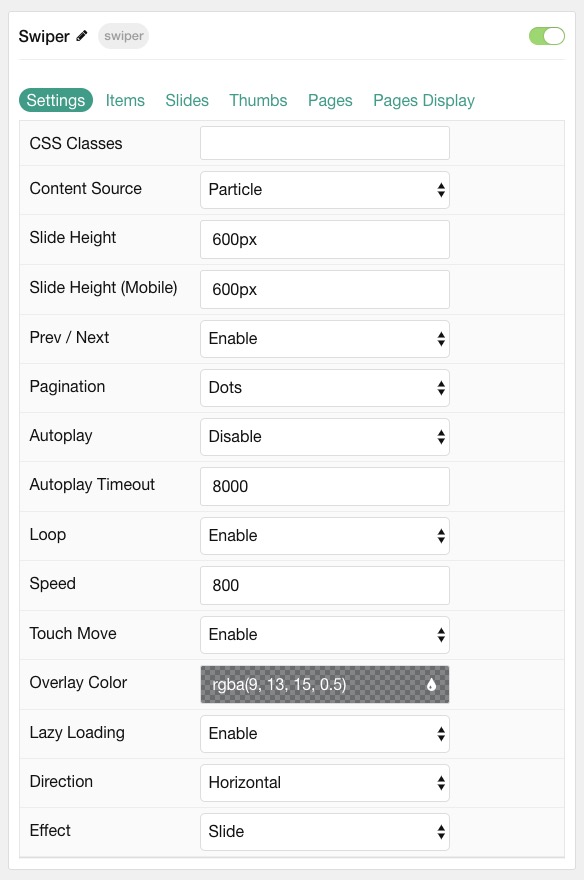 Swiper swiper
Settings Items Slides Thumbs Pages Pages Display
CSS Classes
Content Source Particle
Slide Height 600px
Slide Height (Mobile) 600px
Prev / Next Enable
Pagination Dots
Autoplay Disable
Autoplay Timeout 8000
Loop Enable
Speed 800
Touch Move Enable
Overlay Color rgba(9, 13, 15, 0.5)
Lazy Loading Enable
Direction Horizontal
Effect Slide